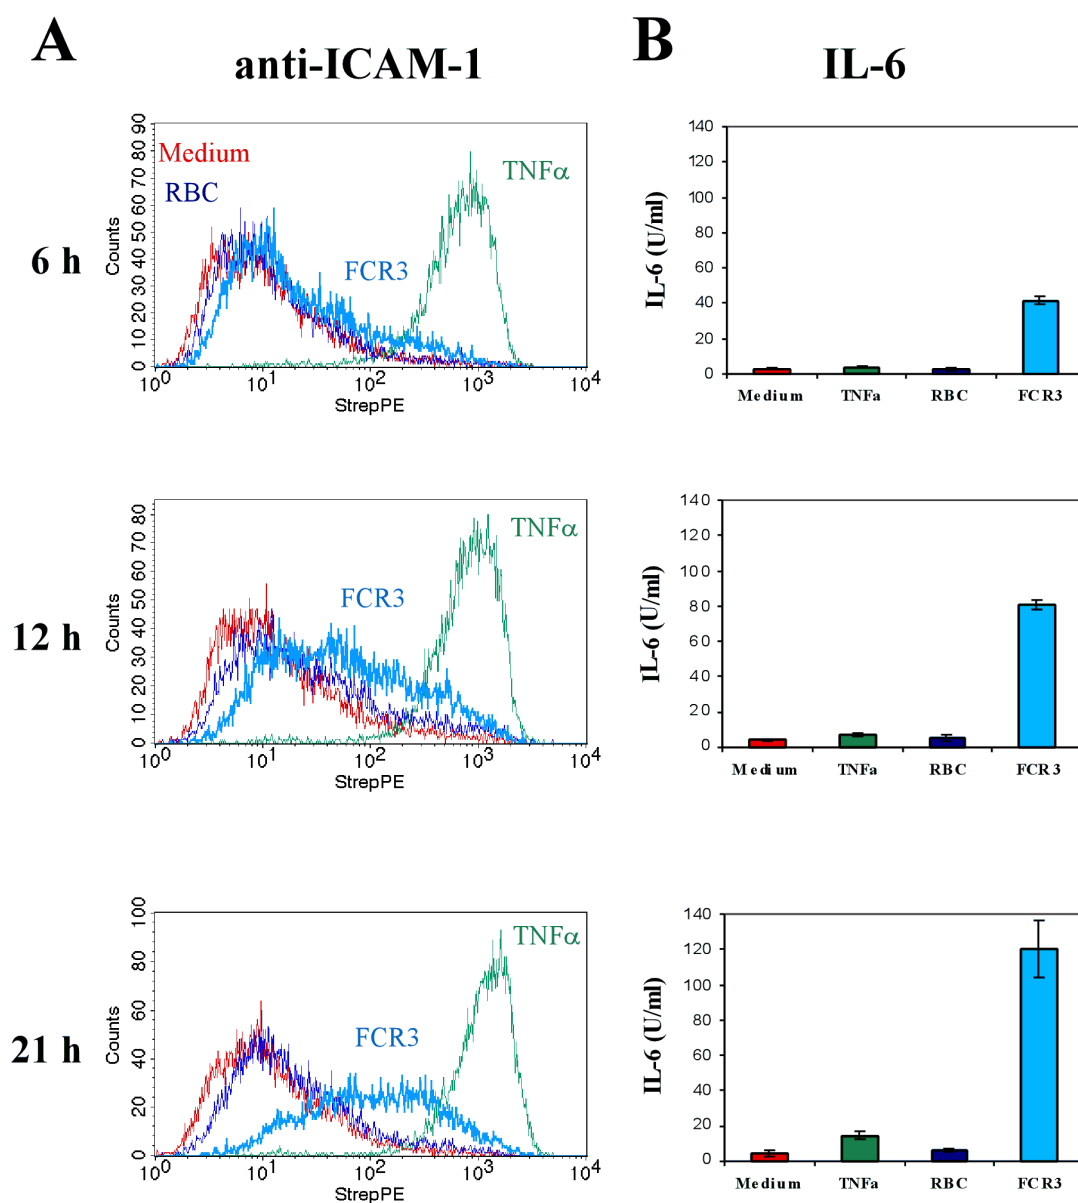 A
B
anti-ICAM-1
IL-6
6 h
Counts
90
80
70
60
50
40
30
20
10
0
Medium
RBC
FCR3
TNFα
10^0 10^1 10^2 10^3 10^4
StrepPE
IL-6 (U/ml)
140
120
100
80
60
40
20
0
Medium TNFa RBC FCR3
12 h
Counts
80
70
60
50
40
30
20
10
0
FCR3
TNFα
10^0 10^1 10^2 10^3 10^4
StrepPE
IL-6 (U/ml)
140
120
100
80
60
40
20
0
Medium TNFa RBC FCR3
21 h
Counts
100
80
60
40
20
0
FCR3
TNFα
10^0 10^1 10^2 10^3 10^4
StrepPE
IL-6 (U/ml)
140
120
100
80
60
40
20
0
Medium TNFa RBC FCR3